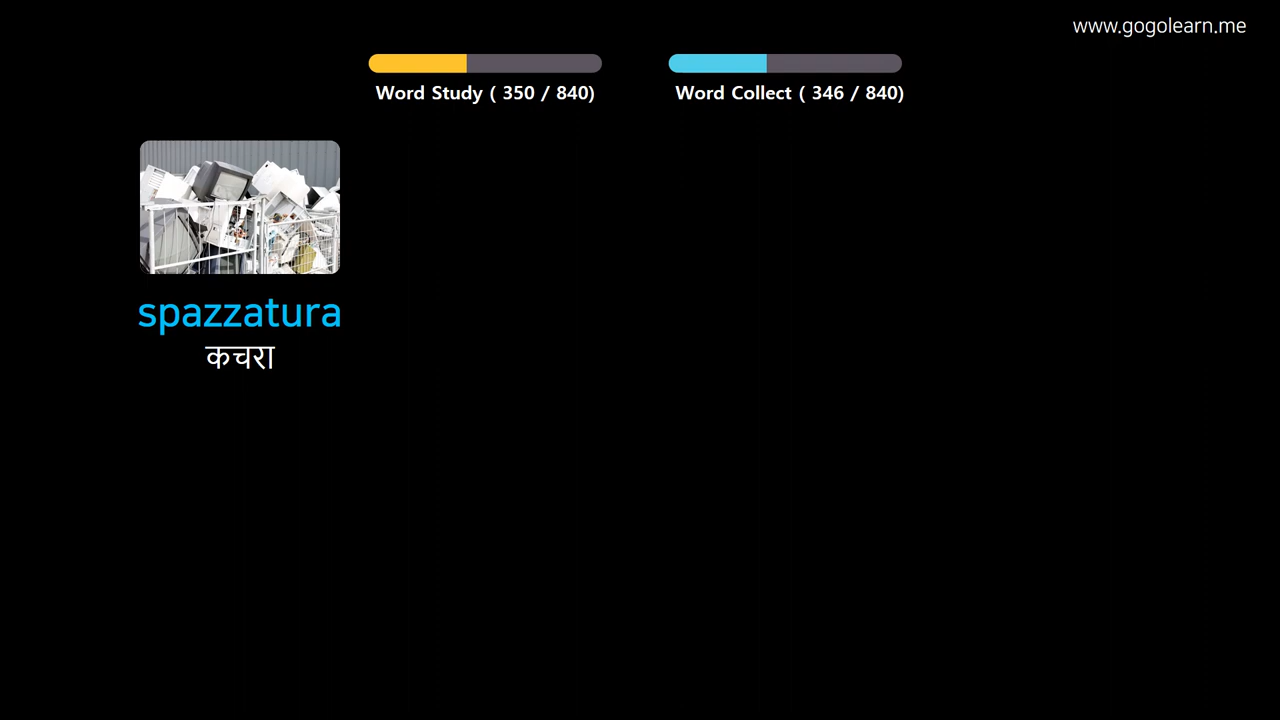 www.gogolearn.me
Word Study ( 350 / 840)
Word Collect ( 346 / 840)
spazzatura
कचरा